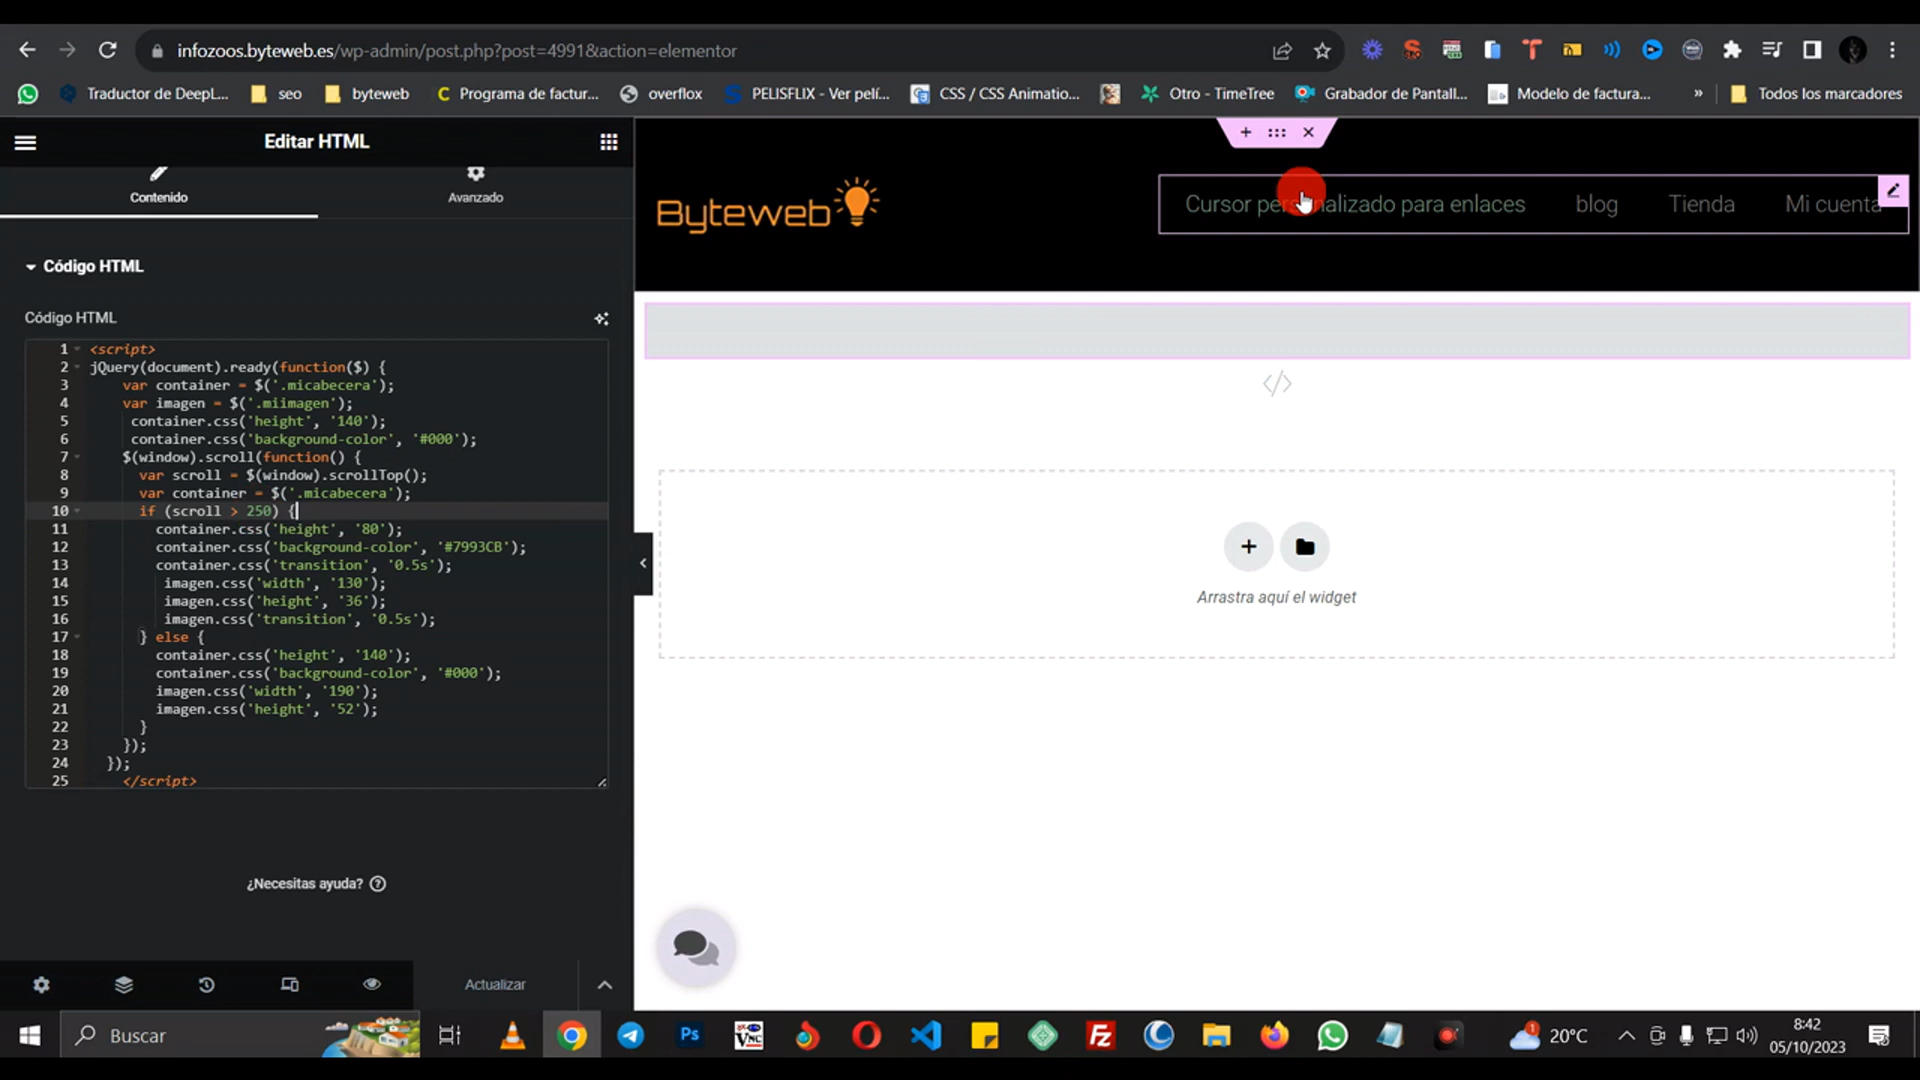 infozoos.byteweb.es/wp-admin/post.php?post=4991&action=elementor
Traductor de DeepL...
seo
byteweb
Programa de factur...
overflox
PELISFLIX - Ver pelí...
CSS / CSS Animatio...
Otro - TimeTree
Grabador de Pantall...
Modelo de factura...
»
Todos los marcadores
Editar HTML
Contenido
Avanzado
Código HTML
Código HTML
1 <script>
2 jQuery(document).ready(function($) {
3 var container = $('.micabecera');
4 var imagen = $('.miimagen');
5 container.css('height', '140');
6 container.css('background-color', '#000');
7 $(window).scroll(function() {
8 var scroll = $(window).scrollTop();
9 var container = $('.micabecera');
10 if (scroll > 250) {
11 container.css('height', '80');
12 container.css('background-color', '#7993CB');
13 container.css('transition', '0.5s');
14 imagen.css('width', '130');
15 imagen.css('height', '36');
16 imagen.css('transition', '0.5s');
17 } else {
18 container.css('height', '140');
19 container.css('background-color', '#000');
20 imagen.css('width', '190');
21 imagen.css('height', '52');
22 }
23 });
24 });
25 </script>
¿Necesitas ayuda?
Actualizar
Byteweb
Cursor personalizado para enlaces
blog
Tienda
Mi cuenta
</>
Arrastra aquí el widget
Buscar
Ps
20°C
8:42
05/10/2023